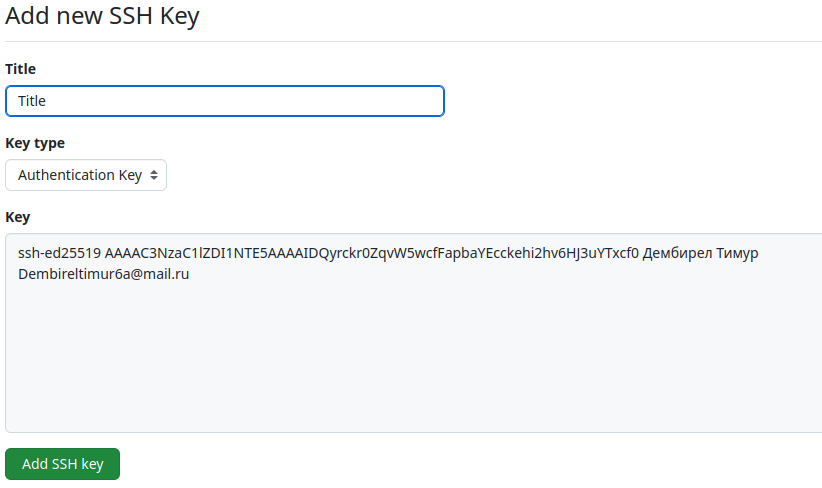 Add new SSH Key
Title
Title
Key type
Authentication Key
Key
ssh-ed25519 AAAAC3NzaC1lZDI1NTE5AAAAIDQyrckr0ZqvW5wcfFapbaYEcckehi2hv6HJ3uYTxcf0 Дембирел Тимур
Dembireltimur6a@mail.ru
Add SSH key